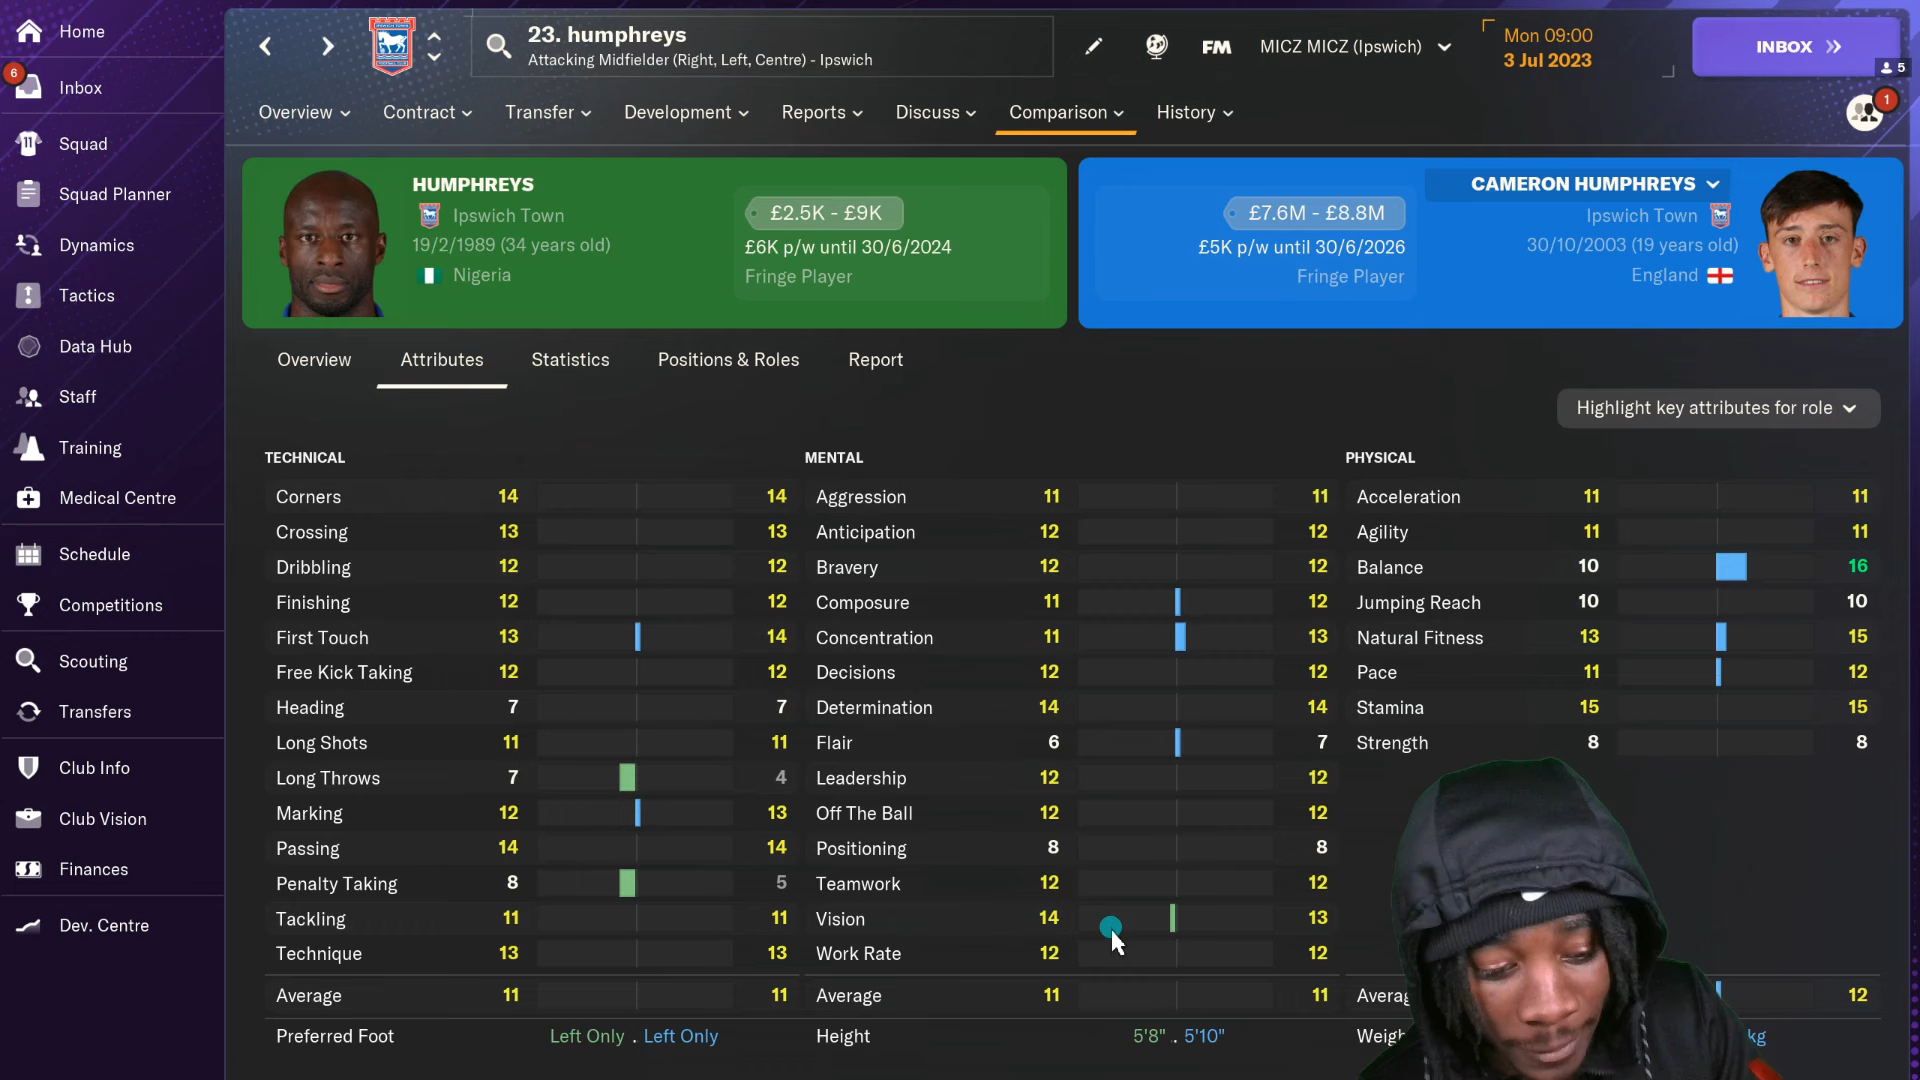 Home
6
Inbox
Squad
Squad Planner
Dynamics
Tactics
Data Hub
Staff
Training
Medical Centre
Schedule
Competitions
Scouting
Transfers
Club Info
Club Vision
Finances
Dev. Centre
23. humphreys
Attacking Midfielder (Right, Left, Centre) - Ipswich
FM
MICZ MICZ (Ipswich)
Mon 09:00
3 Jul 2023
INBOX
5
1
Overview Contract Transfer Development Reports Discuss Comparison History
HUMPHREYS
Ipswich Town
19/2/1989 (34 years old)
Nigeria
£2.5K - £9K
£6K p/w until 30/6/2024
Fringe Player
£7.6M - £8.8M
£5K p/w until 30/6/2026
Fringe Player
CAMERON HUMPHREYS
Ipswich Town
30/10/2003 (19 years old)
England
Overview Attributes Statistics Positions & Roles Report
Highlight key attributes for role
TECHNICAL
Corners 14 14
Crossing 13 13
Dribbling 12 12
Finishing 12 12
First Touch 13 14
Free Kick Taking 12 12
Heading 7 7
Long Shots 11 11
Long Throws 7 4
Marking 12 13
Passing 14 14
Penalty Taking 8 5
Tackling 11 11
Technique 13 13
Average 11 11
Preferred Foot Left Only . Left Only
MENTAL
Aggression 11 11
Anticipation 12 12
Bravery 12 12
Composure 11 12
Concentration 11 13
Decisions 12 12
Determination 14 14
Flair 6 7
Leadership 12 12
Off The Ball 12 12
Positioning 8 8
Teamwork 12 12
Vision 14 13
Work Rate 12 12
Average 11 11
Height 5'8" . 5'10"
PHYSICAL
Acceleration 11 11
Agility 11 11
Balance 10 16
Jumping Reach 10 10
Natural Fitness 13 15
Pace 11 12
Stamina 15 15
Strength 8 8
12
kg